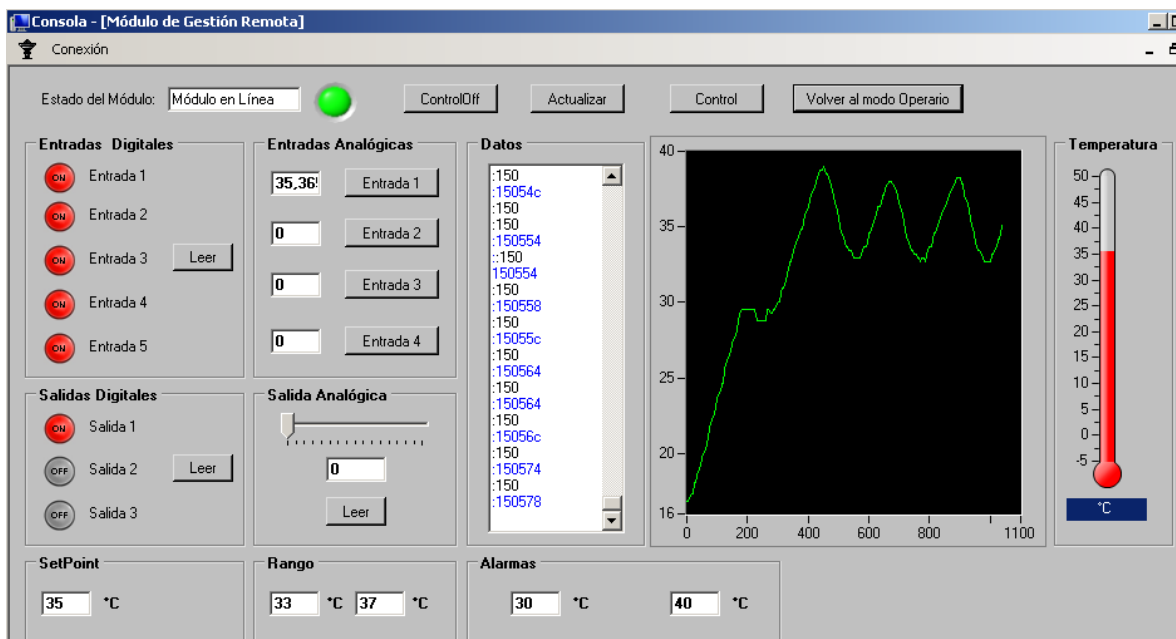 Consola - [Módulo de Gestión Remota]
Conexión
Estado del Módulo: Módulo en Línea ControlOff Actualizar Control Volver al modo Operario
Entradas Digitales
ON Entrada 1
ON Entrada 2
ON Entrada 3 Leer
ON Entrada 4
ON Entrada 5
Entradas Analógicas
35,36 Entrada 1
0 Entrada 2
0 Entrada 3
0 Entrada 4
Salidas Digitales
ON Salida 1
OFF Salida 2 Leer
OFF Salida 3
Salida Analógica
0
Leer
Datos
:150
:15054c
:150
:150
:150554
::150
150554
:150
:150558
:150
:15055c
:150
:150564
:150
:150564
:150
:15056c
:150
:150574
:150
:150578
40
35
30
25
20
16
0 200 400 600 800 1100
Temperatura
50
45
40
35
30
25
20
15
10
5
0
-5
°C
SetPoint
35 °C
Rango
33 °C 37 °C
Alarmas
30 °C 40 °C